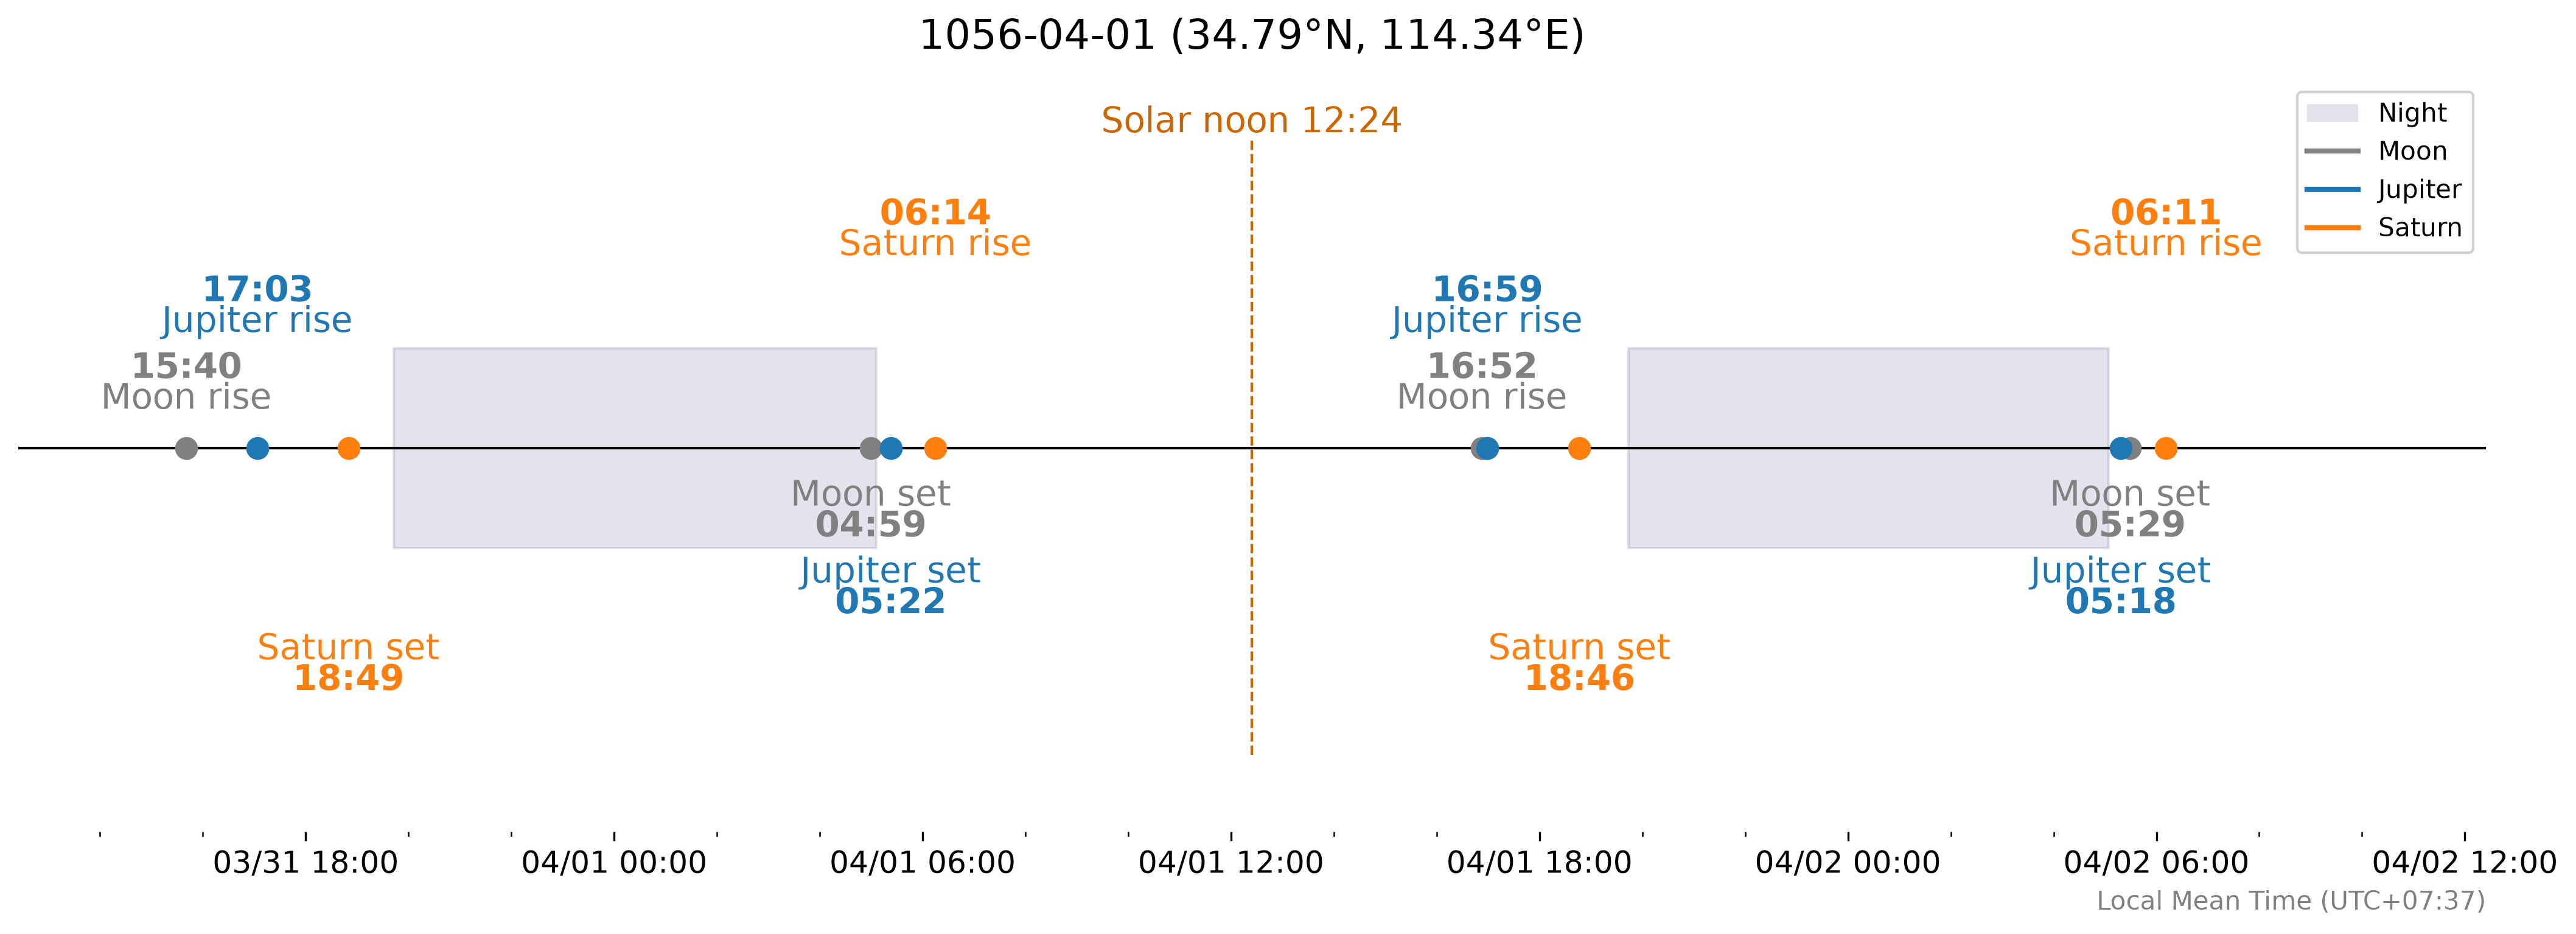 1056-04-01 (34.79°N, 114.34°E)
Solar noon 12:24
Night
Moon
Jupiter
Saturn
06:14
Saturn rise
06:11
Saturn rise
17:03
Jupiter rise
16:59
Jupiter rise
15:40
Moon rise
16:52
Moon rise
Moon set
04:59
Moon set
05:29
Jupiter set
05:22
Jupiter set
05:18
Saturn set
18:49
Saturn set
18:46
03/31 18:00
04/01 00:00
04/01 06:00
04/01 12:00
04/01 18:00
04/02 00:00
04/02 06:00
04/02 12:00
Local Mean Time (UTC+07:37)